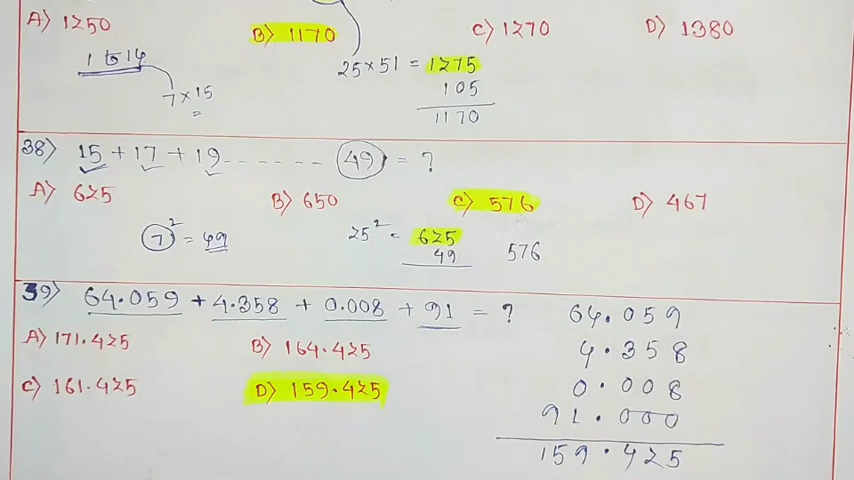 A) 1250 B) 1170 C) 1270 D) 1380
1 to 14
25 × 51 = 1275
7 × 15
=
105
1170
38) 15 + 17 + 19 - - - - - - 49 = ?
A) 625 B) 650 C) 576 D) 467
7² = 49
25² = 625
49
576
39) 64.059 + 4.358 + 0.008 + 91 = ?
A) 171.425 B) 164.425
C) 161.425 D) 159.425
64.059
4.358
0.008
91.000
159.425